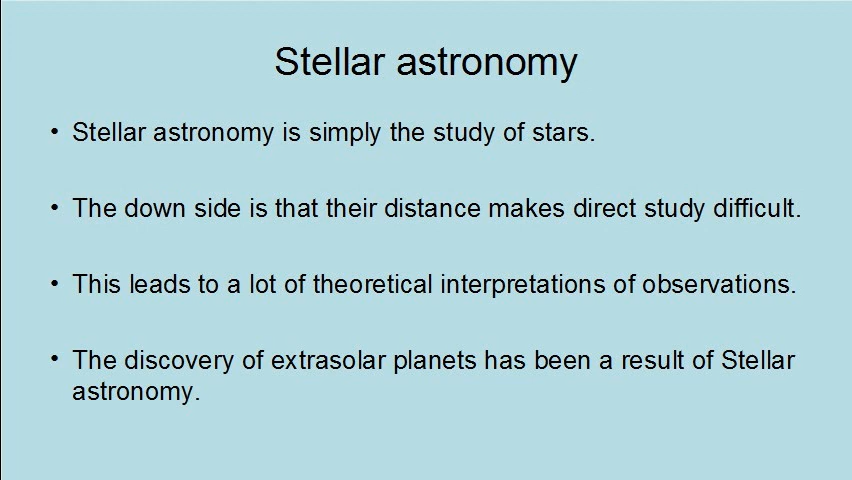 Stellar astronomy
• Stellar astronomy is simply the study of stars.
• The down side is that their distance makes direct study difficult.
• This leads to a lot of theoretical interpretations of observations.
• The discovery of extrasolar planets has been a result of Stellar
astronomy.